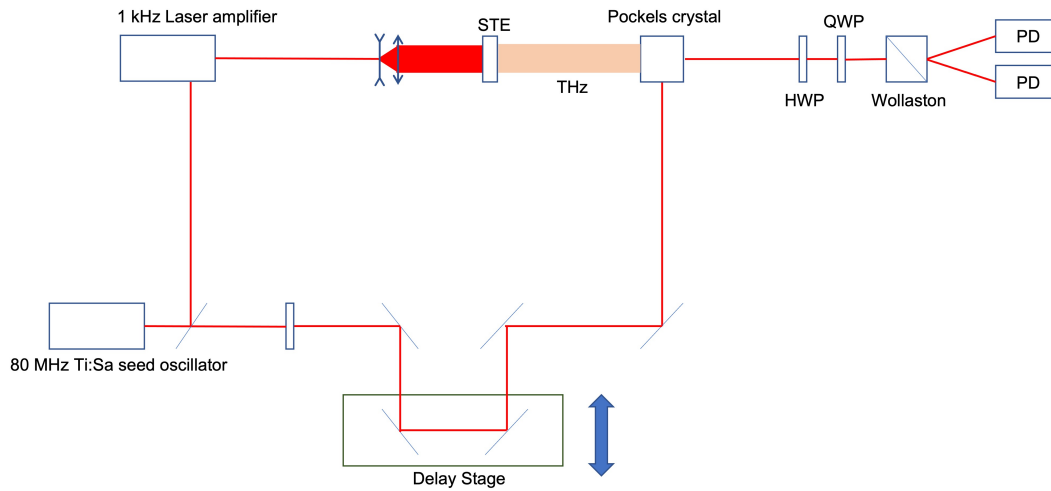 1 kHz Laser amplifier
STE
Pockels crystal
QWP
PD
PD
THz
HWP
Wollaston
80 MHz Ti:Sa seed oscillator
Delay Stage